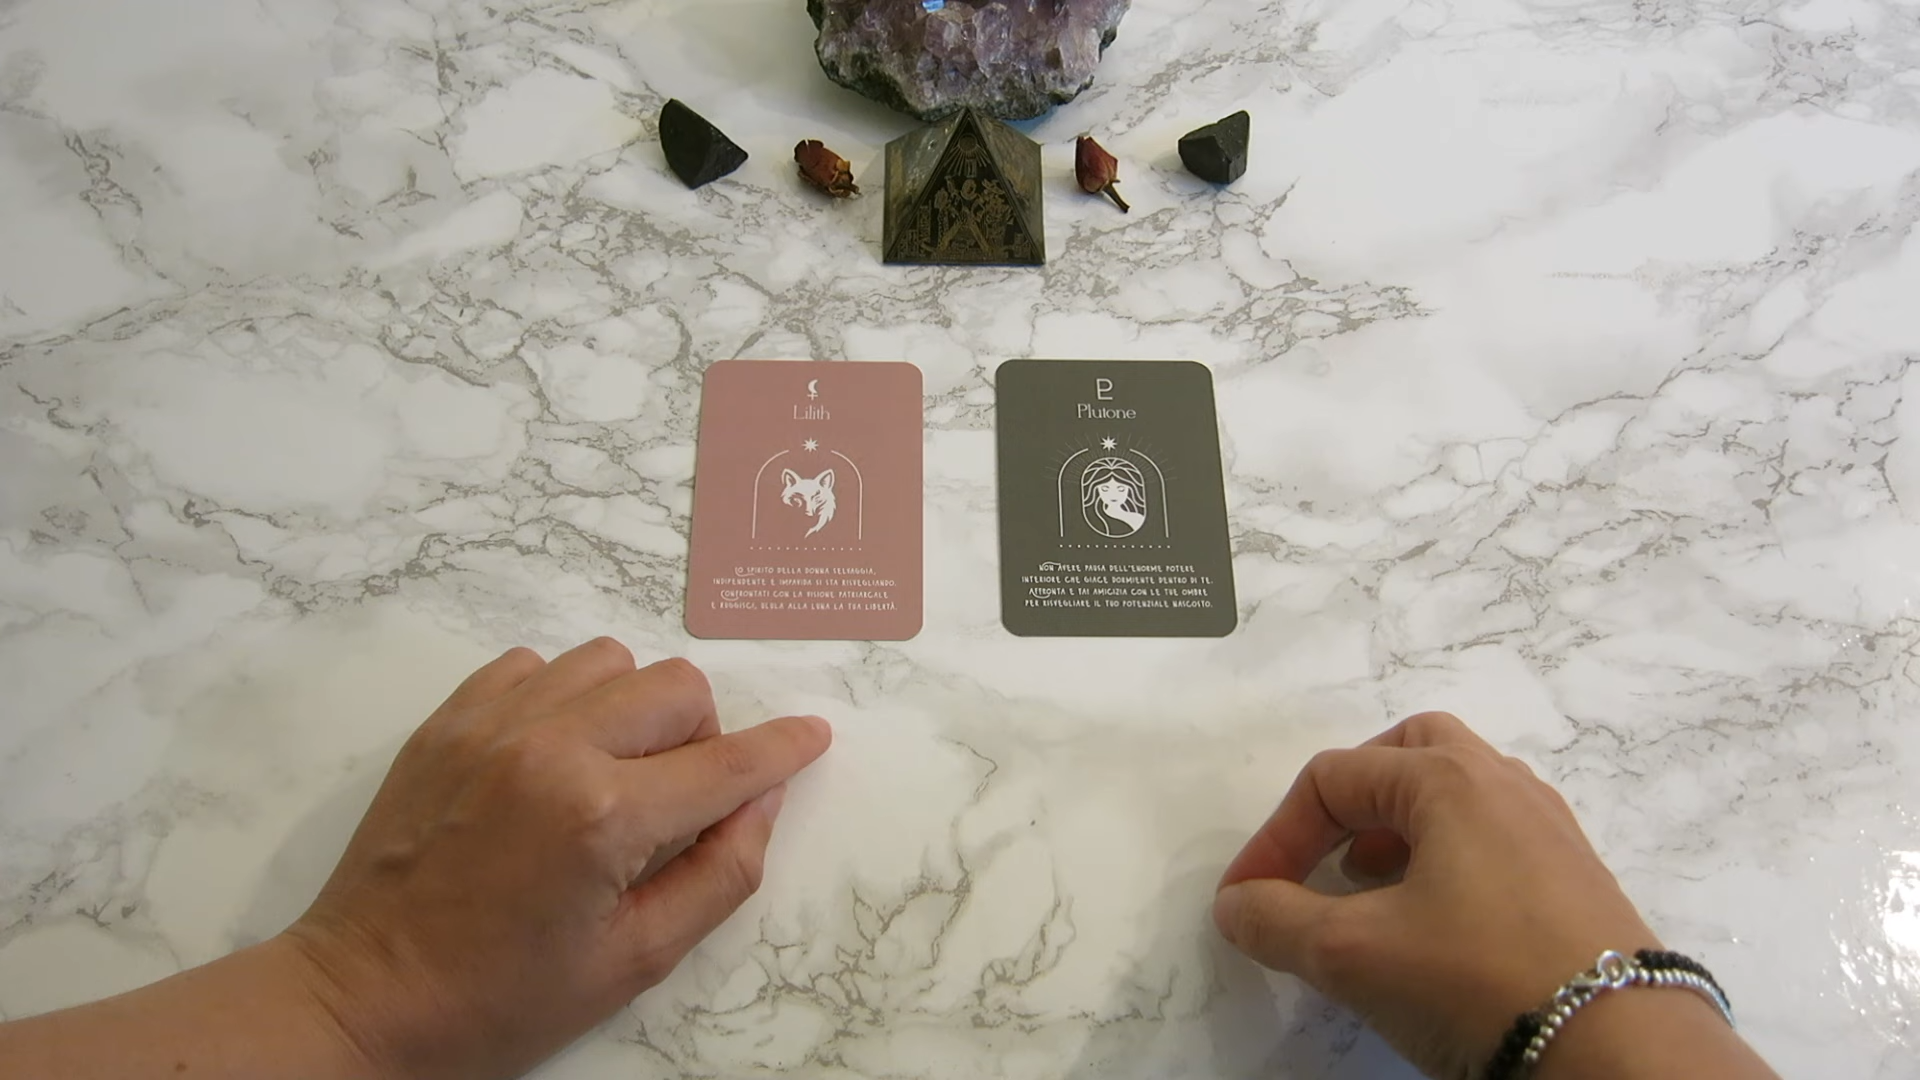 Lilith
LO SPIRITO DELLA DONNA SELVAGGIA,
INDIPENDENTE E IMPAVIDA SI STA RISVEGLIANDO.
CONFRONTATI CON LA VISIONE PATRIARCALE
E RUGGISCI, ULULA ALLA LUNA LA TUA LIBERTÀ.
Plutone
NON AVERE PAURA DELL'ENORME POTERE
INTERIORE CHE GIACE DORMIENTE DENTRO DI TE.
AFFRONTA E FAI AMICIZIA CON LE TUE OMBRE
PER RISVEGLIARE IL TUO POTENZIALE NASCOSTO.